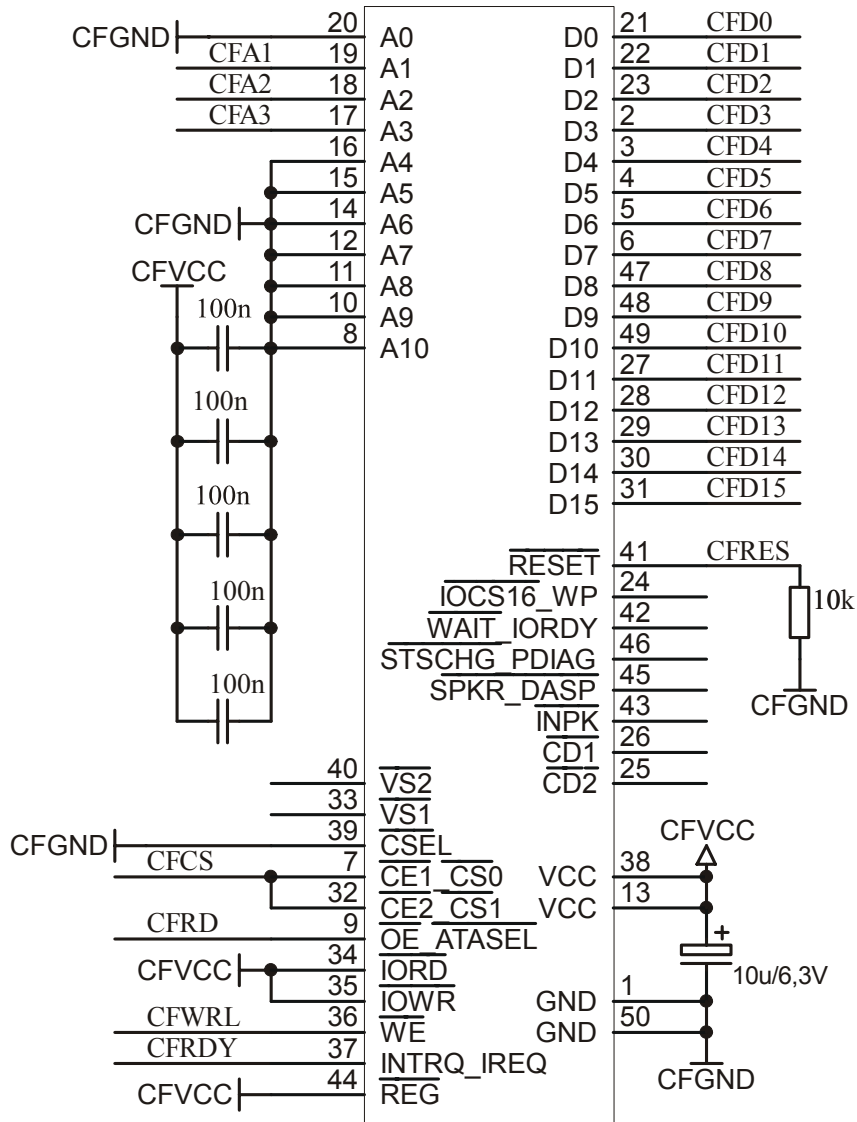 CFGND 20 A0 D0 21 CFD0
CFA1 19 A1 D1 22 CFD1
CFA2 18 A2 D2 23 CFD2
CFA3 17 A3 D3 2 CFD3
16 A4 D4 3 CFD4
15 A5 D5 4 CFD5
CFGND 14 A6 D6 5 CFD6
12 A7 D7 6 CFD7
CFVCC 11 A8 D8 47 CFD8
100n 10 A9 D9 48 CFD9
8 A10 D10 49 CFD10
D11 27 CFD11
100n D12 28 CFD12
D13 29 CFD13
D14 30 CFD14
100n D15 31 CFD15
RESET 41 CFRES
100n IOCS16_WP 24 10k
WAIT_IORDY 42
STSCHG_PDIAG 46
100n SPKR_DASP 45 CFGND
INPK 43
CD1 26
40 VS2 CD2 25
33 VS1
CFGND 39 CSEL CFVCC
CFCS 7 CE1_CS0 VCC 38
32 CE2_CS1 VCC 13
CFRD 9 OE_ATASEL +
CFVCC 34 IORD 10u/6,3V
35 IOWR GND 1
CFWRL 36 WE GND 50
CFRDY 37 INTRQ_IREQ CFGND
CFVCC 44 REG